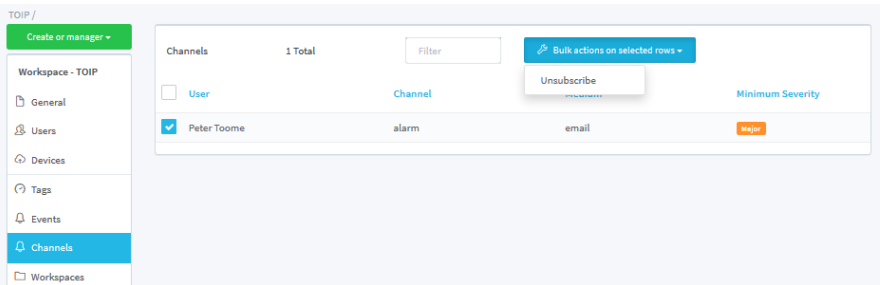 TOIP /
Create or manager
Workspace - TOIP
General
Users
Devices
Tags
Events
Channels
Workspaces
Channels 1 Total Filter Bulk actions on selected rows
Unsubscribe
User Channel Medium Minimum Severity
Peter Toome alarm email Major